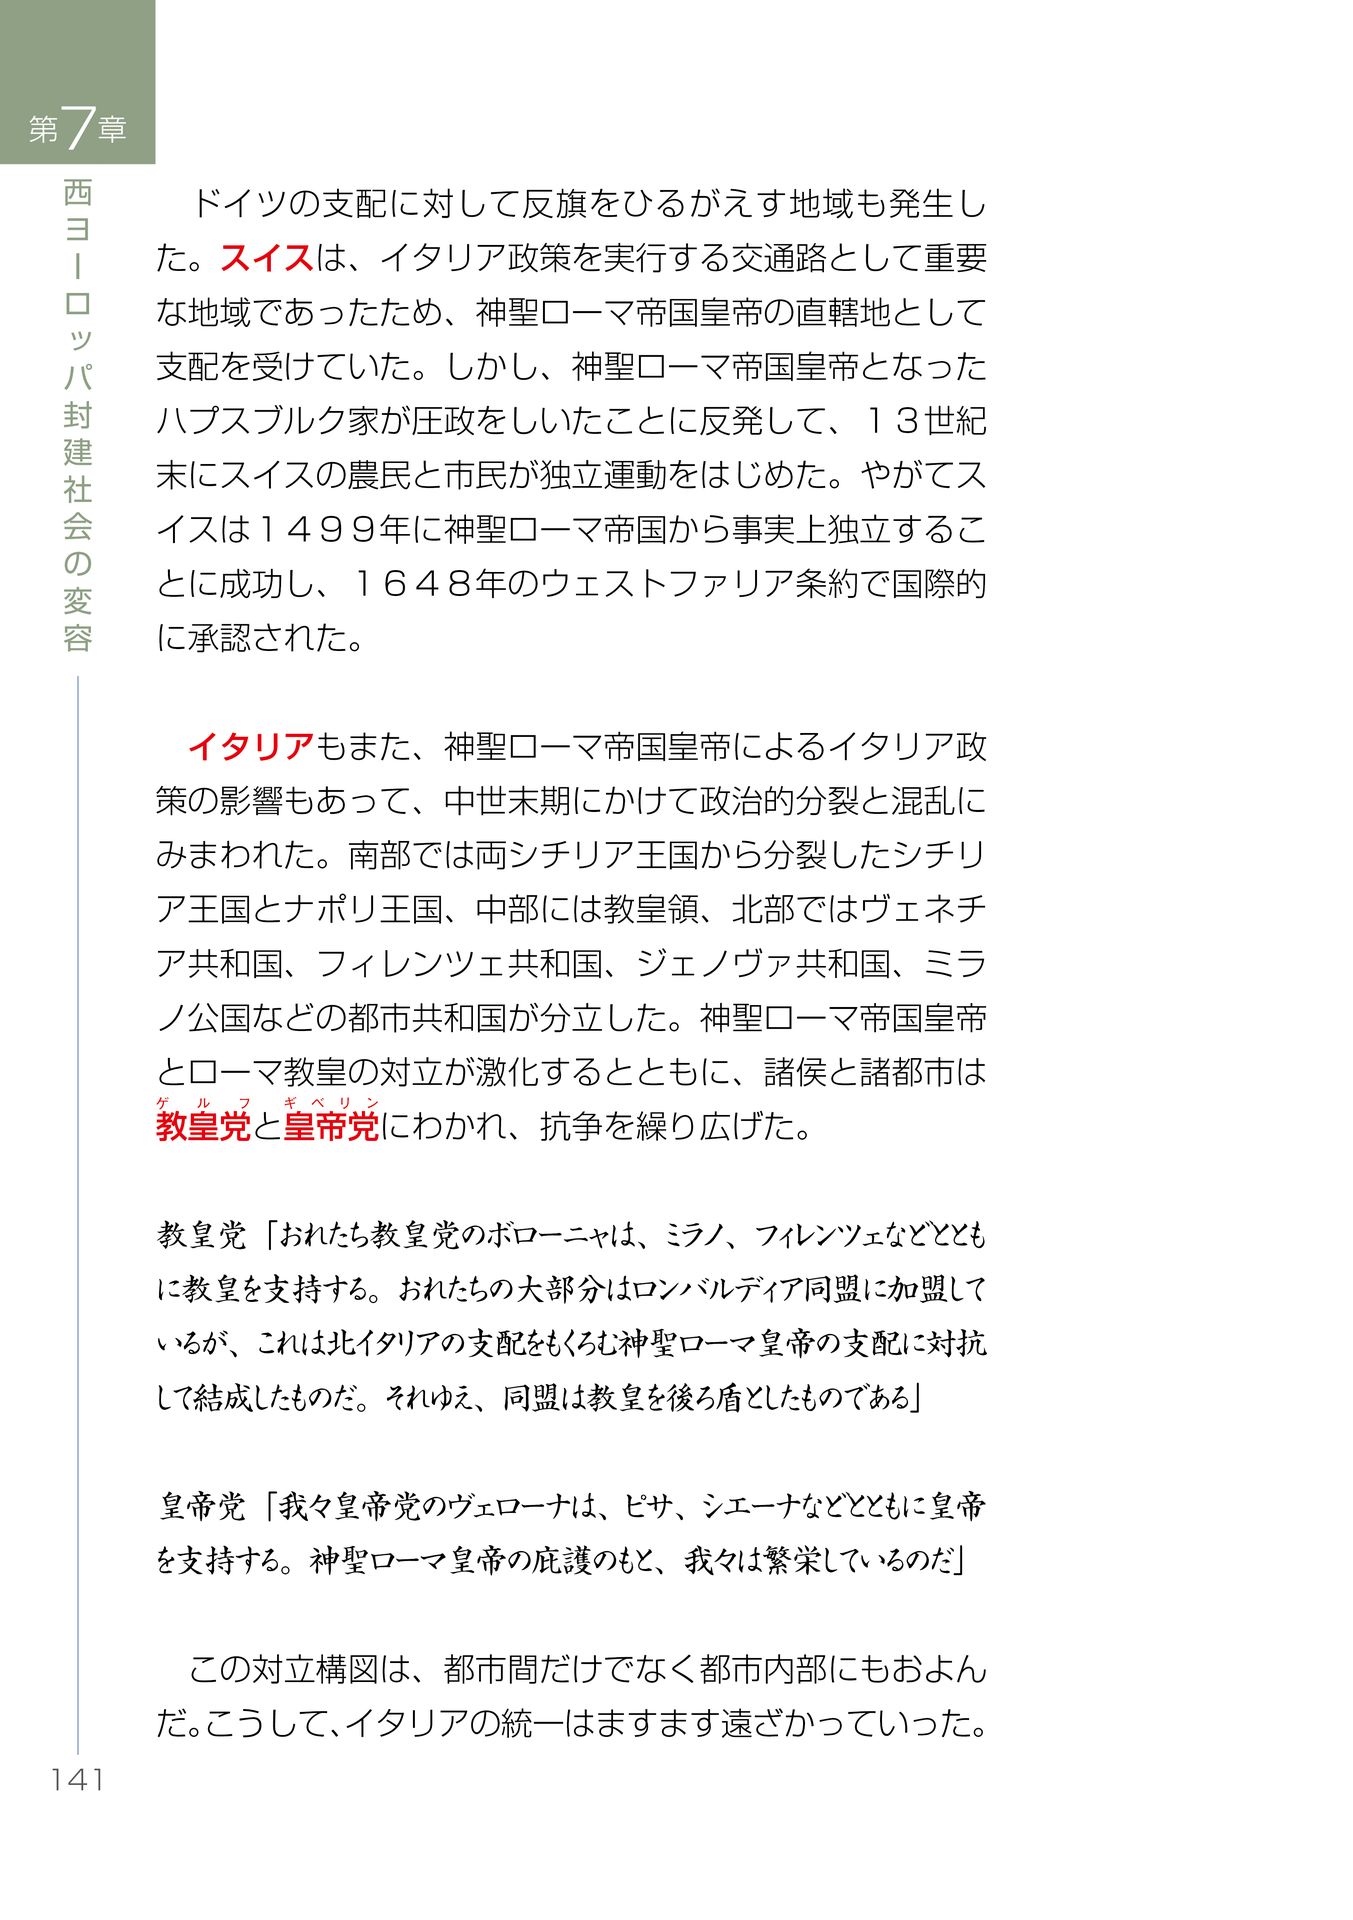 第7章
西ヨーロッパ封建社会の変容
　ドイツの支配に対して反旗をひるがえす地域も発生し
た。スイスは、イタリア政策を実行する交通路として重要
な地域であったため、神聖ローマ帝国皇帝の直轄地として
支配を受けていた。しかし、神聖ローマ帝国皇帝となった
ハプスブルク家が圧政をしいたことに反発して、１３世紀
末にスイスの農民と市民が独立運動をはじめた。やがてス
イスは１４９９年に神聖ローマ帝国から事実上独立するこ
とに成功し、１６４８年のウェストファリア条約で国際的
に承認された。
　イタリアもまた、神聖ローマ帝国皇帝によるイタリア政
策の影響もあって、中世末期にかけて政治的分裂と混乱に
みまわれた。南部では両シチリア王国から分裂したシチリ
ア王国とナポリ王国、中部には教皇領、北部ではヴェネチ
ア共和国、フィレンツェ共和国、ジェノヴァ共和国、ミラ
ノ公国などの都市共和国が分立した。神聖ローマ帝国皇帝
とローマ教皇の対立が激化するとともに、諸侯と諸都市は
ゲルフ　ギベリン
教皇党と皇帝党にわかれ、抗争を繰り広げた。
教皇党「おれたち教皇党のボローニャは、ミラノ、フィレンツェなどととも
に教皇を支持する。おれたちの大部分はロンバルディア同盟に加盟して
いるが、これは北イタリアの支配をもくろむ神聖ローマ皇帝の支配に対抗
して結成したものだ。それゆえ、同盟は教皇を後ろ盾としたものである」
皇帝党「我々皇帝党のヴェローナは、ピサ、シエーナなどとともに皇帝
を支持する。神聖ローマ皇帝の庇護のもと、我々は繁栄しているのだ」
　この対立構図は、都市間だけでなく都市内部にもおよん
だ。こうして、イタリアの統一はますます遠ざかっていった。
141